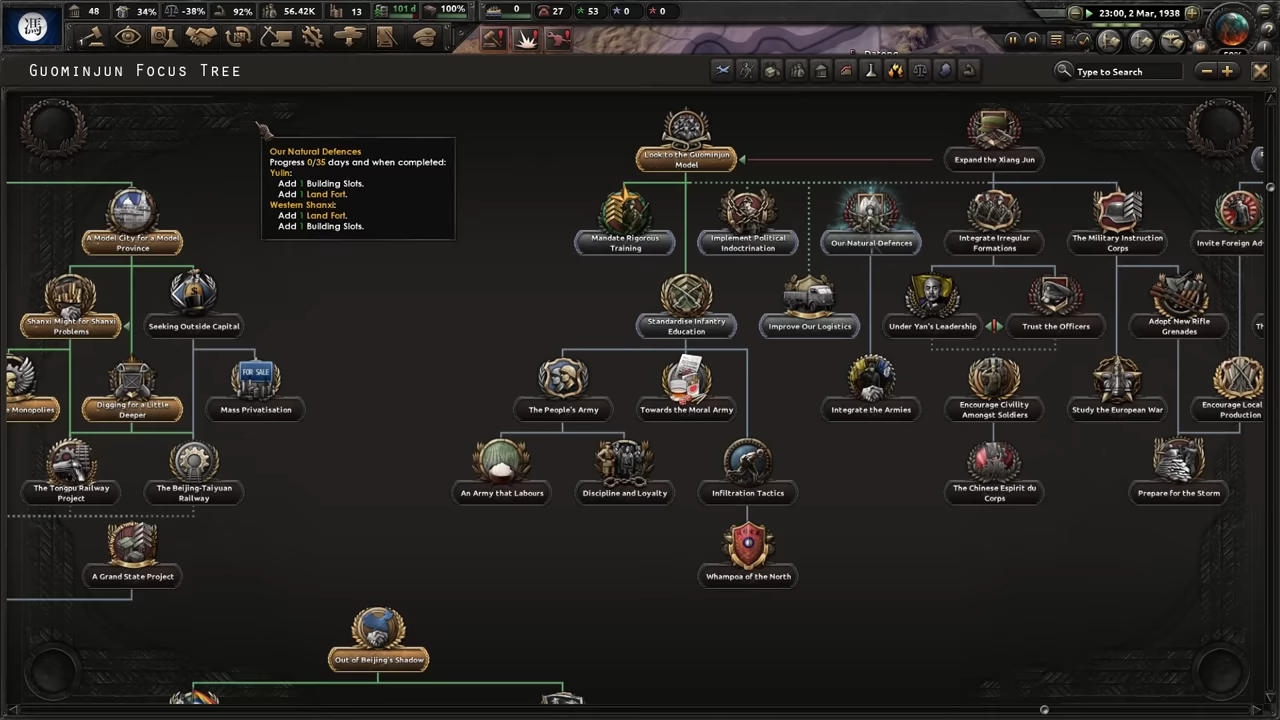 48 34% -38% 92% 56.42K 13 101 d 100% 0 27 53 0 0 23:00, 2 Mar, 1938
Datong
GUOMINJUN FOCUS TREE
Type to Search
Our Natural Defences
Progress 0/35 days and when completed:
Yulin:
Add 1 Building Slots.
Add 1 Land Fort.
Western Shanxi:
Add 1 Land Fort.
Add 1 Building Slots.
Look to the Guominjun
Model
Expand the Xiang Jun
A Model City for a Model
Province
Mandate Rigorous
Training
Implement Political
Indoctrination
Our Natural Defences
Integrate Irregular
Formations
The Military Instruction
Corps
Invite Foreign Ad
Shanxi Might for Shanxi
Problems
Seeking Outside Capital
Standardise Infantry
Education
Improve Our Logistics
Under Yan's Leadership
Trust the Officers
Adopt New Rifle
Grenades
Th
e Monopolies
Digging for a Little
Deeper
FOR SALE
Mass Privatisation
The People's Army
Towards the Moral Army
Integrate the Armies
Encourage Civility
Amongst Soldiers
Study the European War
Encourage Local
Production
The Tongpu Railway
Project
The Beijing-Taiyuan
Railway
An Army that Labours
Discipline and Loyalty
Infiltration Tactics
The Chinese Espirit du
Corps
Prepare for the Storm
A Grand State Project
Whampoa of the North
Out of Beijing's Shadow